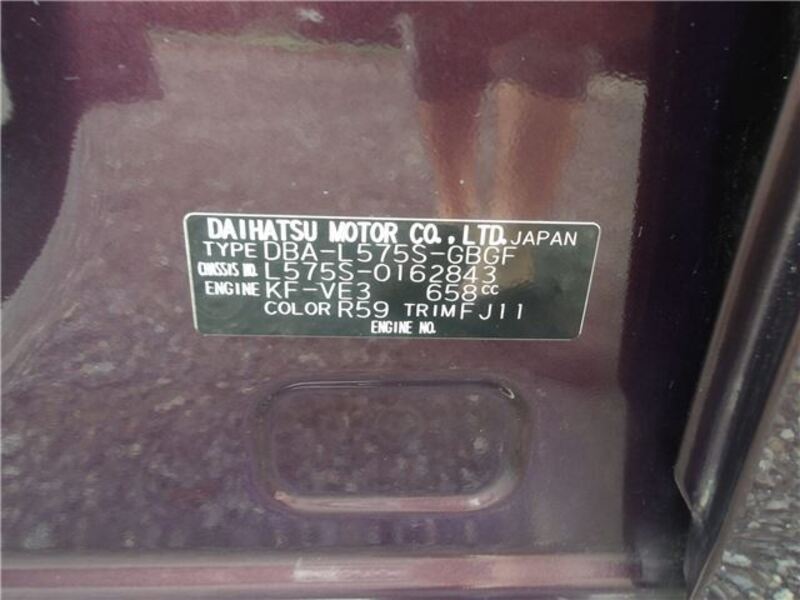 DAIHATSU MOTOR CO., LTD. JAPAN
TYPE DBA-L575S-GBGF
CHASSIS NO. L575S-0162843
ENGINE KF-VE3 658CC
COLOR R59 TRIM FJ11
ENGINE NO.